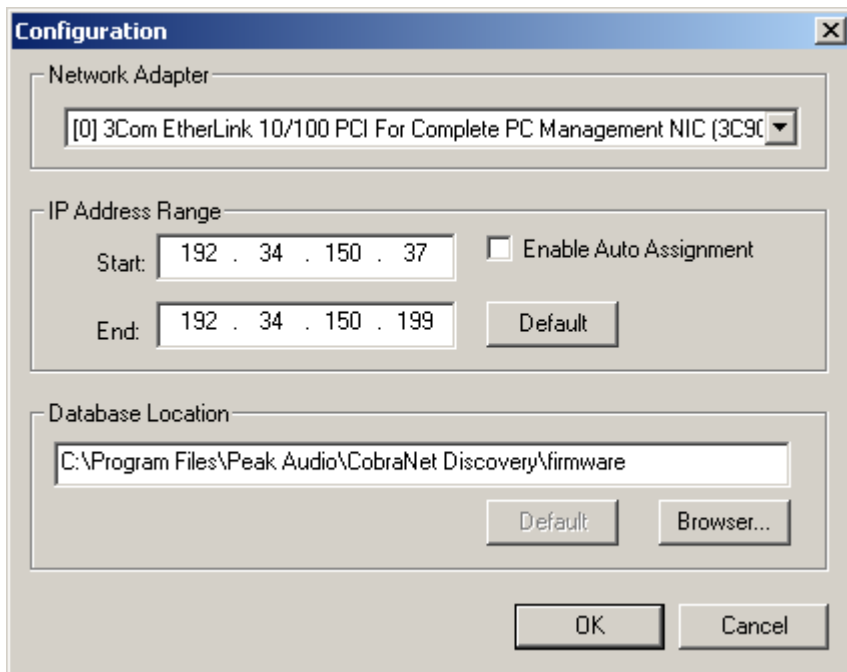 Configuration
Network Adapter
[0] 3Com EtherLink 10/100 PCI For Complete PC Management NIC (3C90
IP Address Range
Start: 192 . 34 . 150 . 37
Enable Auto Assignment
End: 192 . 34 . 150 . 199
Default
Database Location
C:\Program Files\Peak Audio\CobraNet Discovery\firmware
Default
Browser...
OK
Cancel